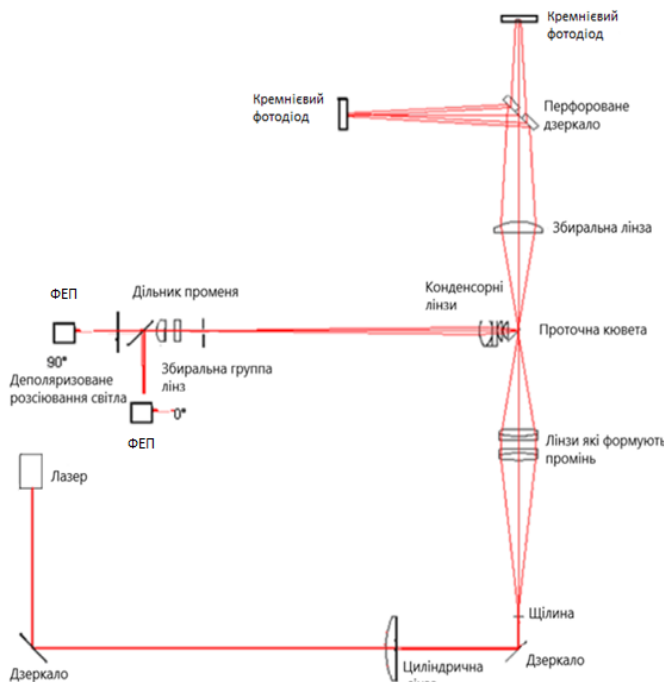 Кремнієвий
фотодіод
Кремнієвий
фотодіод
Перфороване
дзеркало
Збиральна лінза
ФЕП
Дільник променя
Конденсорні
лінзи
Проточна кювета
90°
Деполяризоване
розсіювання світла
Збиральна группа
лінз
0°
ФЕП
Лінзи які формують
промінь
Лазер
Щілина
Дзеркало
Циліндрична
Дзеркало